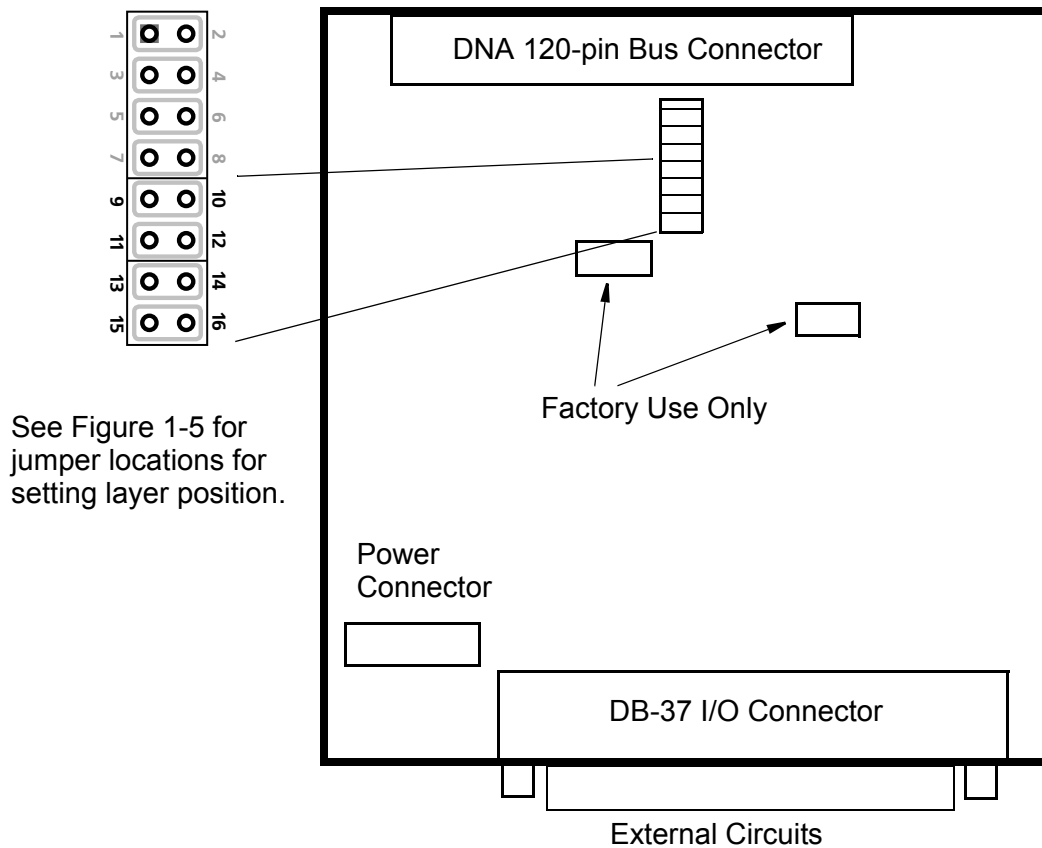 1 2
3 4
5 6
7 8
9 10
11 12
13 14
15 16
DNA 120-pin Bus Connector
Factory Use Only
See Figure 1-5 for
jumper locations for
setting layer position.
Power
Connector
DB-37 I/O Connector
External Circuits